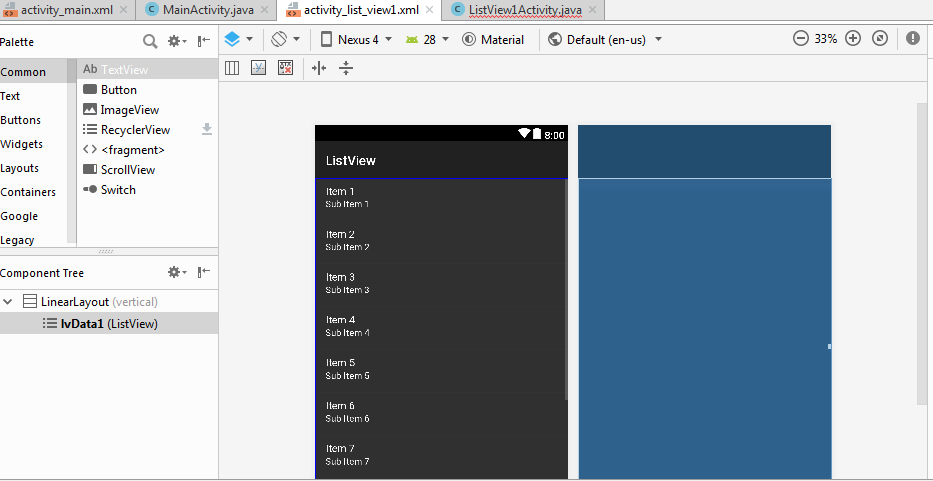 activity_main.xml
MainActivity.java
activity_list_view1.xml
ListView1Activity.java
Palette
Nexus 4
28
Material
Default (en-us)
33%
Common
Text
Buttons
Widgets
Layouts
Containers
Google
Legacy
Ab TextView
Button
ImageView
RecyclerView
<fragment>
ScrollView
Switch
Component Tree
LinearLayout (vertical)
lvData1 (ListView)
8:00
ListView
Item 1
Sub Item 1
Item 2
Sub Item 2
Item 3
Sub Item 3
Item 4
Sub Item 4
Item 5
Sub Item 5
Item 6
Sub Item 6
Item 7
Sub Item 7